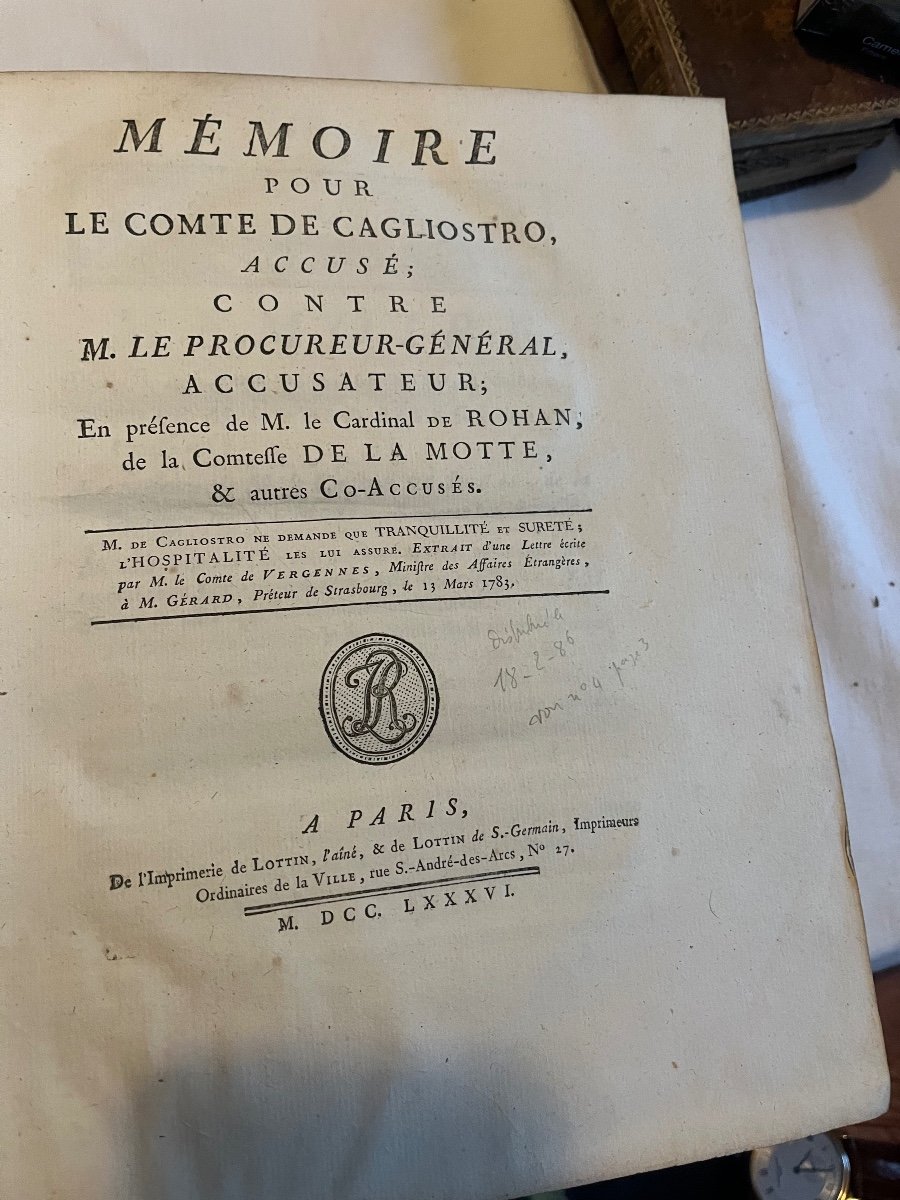 MÉMOIRE
POUR
LE COMTE DE CAGLIOSTRO,
ACCUSÉ;
CONTRE
M. LE PROCUREUR-GÉNÉRAL,
ACCUSATEUR;
En préſence de M. le Cardinal DE ROHAN;
de la Comteſſe DE LA MOTTE,
& autres CO-ACCUSÉS.
M. DE CAGLIOSTRO NE DEMANDE QUE TRANQUILLITÉ ET SURETÉ;
L'HOSPITALITÉ LES LUI ASSURE. EXTRAIT d'une Lettre écrite
par M. le Comte de VERGENNES, Miniſtre des Affaires Étrangères,
à M. GÉRARD, Préteur de Strasbourg, le 13 Mars 1783.
18-2-86
voir n° 4 page 3
A PARIS,
De l'Imprimerie de LOTTIN, l'aîné, & de LOTTIN de S.-Germain, Imprimeurs
Ordinaires de la VILLE, rue S.-André-des-Arcs, N° 27.
M. DCC. LXXXVI.